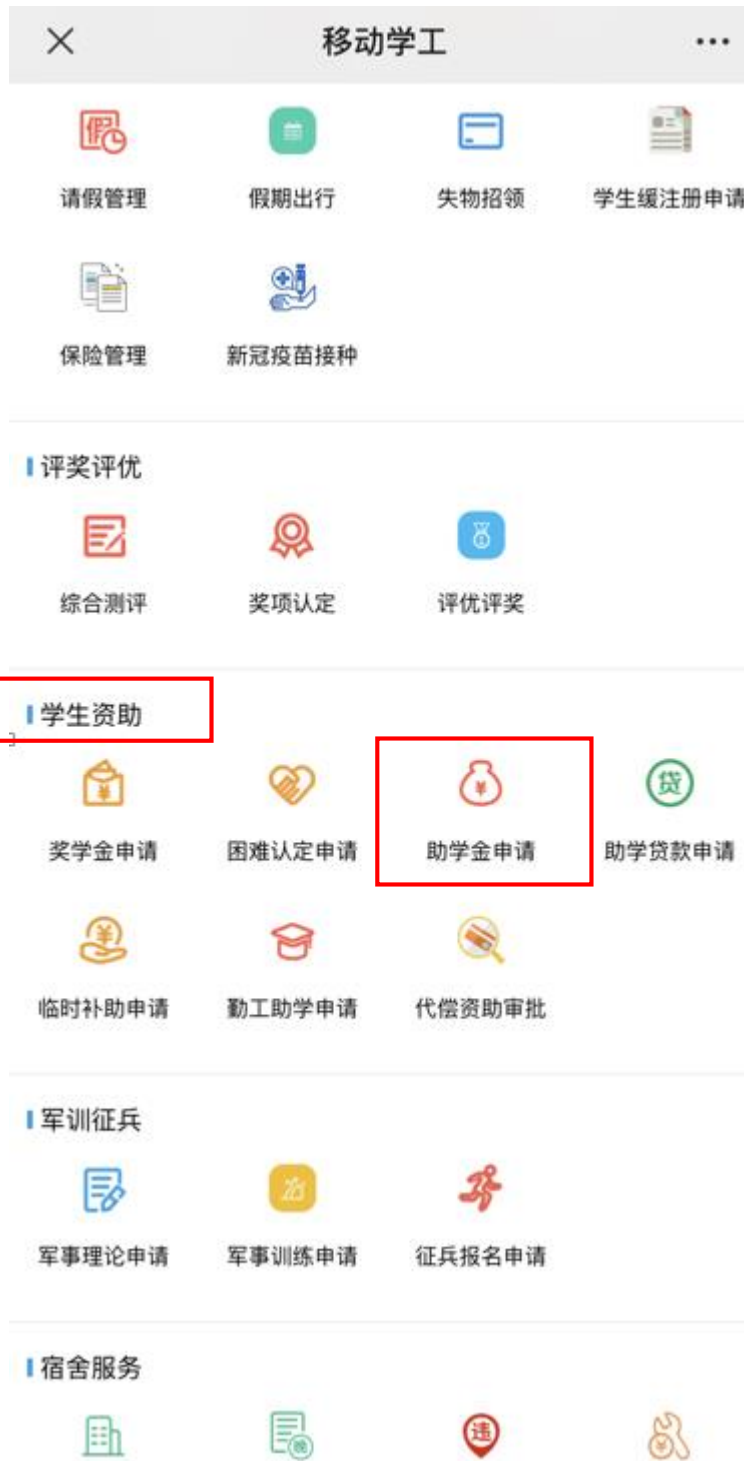 移动学工
请假管理 假期出行 失物招领 学生缓注册申请
保险管理 新冠疫苗接种
评奖评优
综合测评 奖项认定 评优评奖
学生资助
奖学金申请 困难认定申请 助学金申请 助学贷款申请
临时补助申请 勤工助学申请 代偿资助审批
军训征兵
军事理论申请 军事训练申请 征兵报名申请
宿舍服务